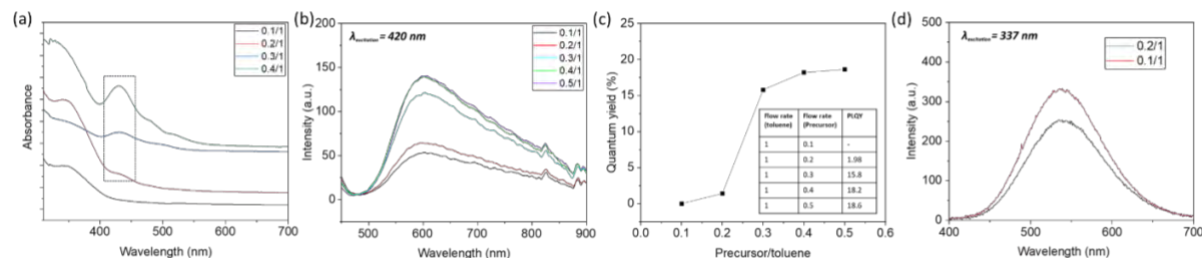 (a)
Absorbance
0.1/1
0.2/1
0.3/1
0.4/1
400
500
600
700
Wavelength (nm)
(b)
Intensity (a.u.)
200
150
100
50
0
λexcitation = 420 nm
0.1/1
0.2/1
0.3/1
0.4/1
0.5/1
500
600
700
800
900
Wavelength (nm)
(c)
Quantum yield (%)
25
20
15
10
5
0
Flow rate (toluene) Flow rate (Precursor) PLQY
1 0.1 -
1 0.2 1.98
1 0.3 15.8
1 0.4 18.2
1 0.5 18.6
0.0
0.1
0.2
0.3
0.4
0.5
0.6
Precursor/toluene
(d)
Intensity (a.u.)
500
400
300
200
100
0
λexcitation = 337 nm
0.2/1
0.1/1
400
500
600
700
Wavelength (nm)